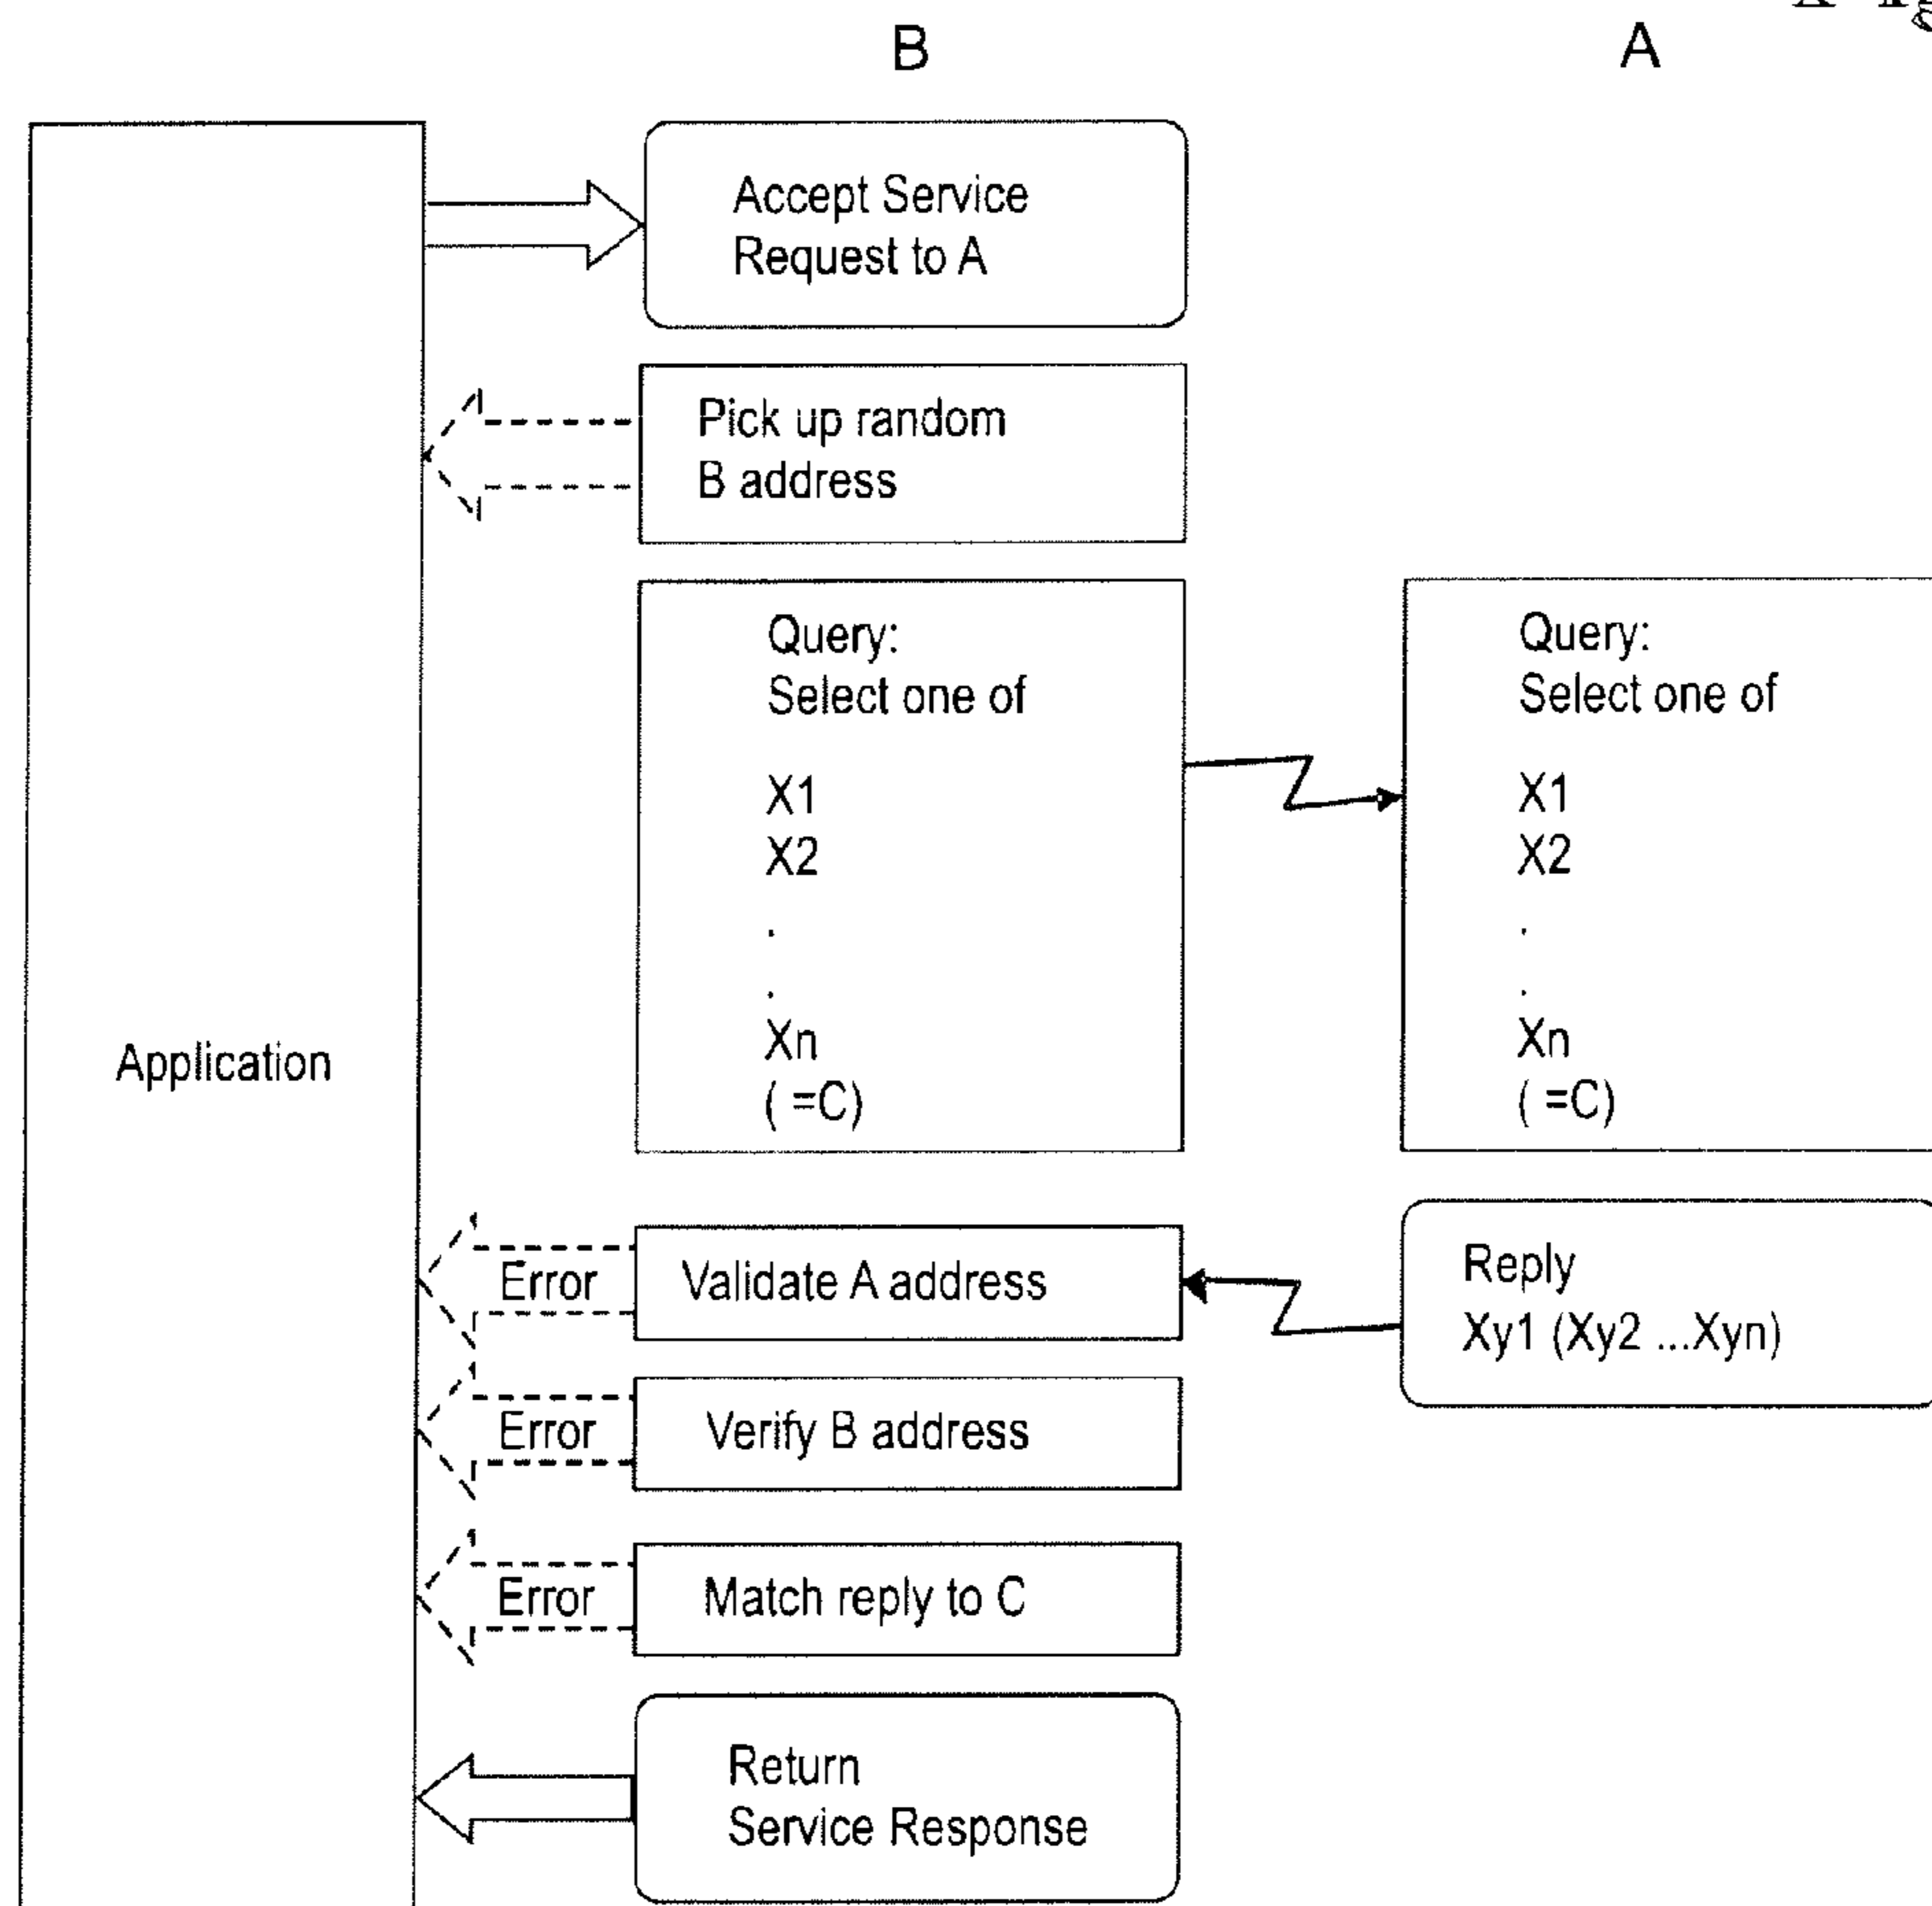 B
A
Accept Service
Request to A
Pick up random
B address
Query:
Select one of
X1
X2
.
.
Xn
( =C)
Query:
Select one of
X1
X2
.
.
Xn
( =C)
Application
Error
Validate A address
Reply
Xy1 (Xy2 ...Xyn)
Error
Verify B address
Error
Match reply to C
Return
Service Response